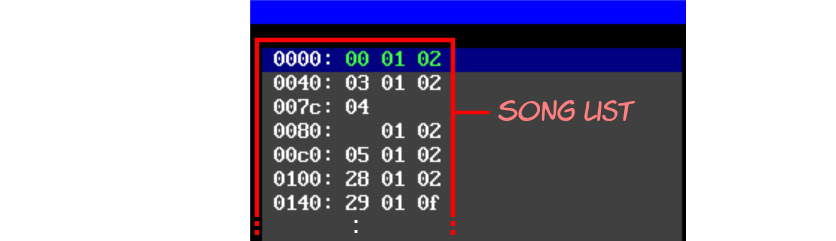 0000: 00 01 02
0040: 03 01 02
007c: 04
0080: 01 02
00c0: 05 01 02
0100: 28 01 02
0140: 29 01 0f
:
SONG LIST